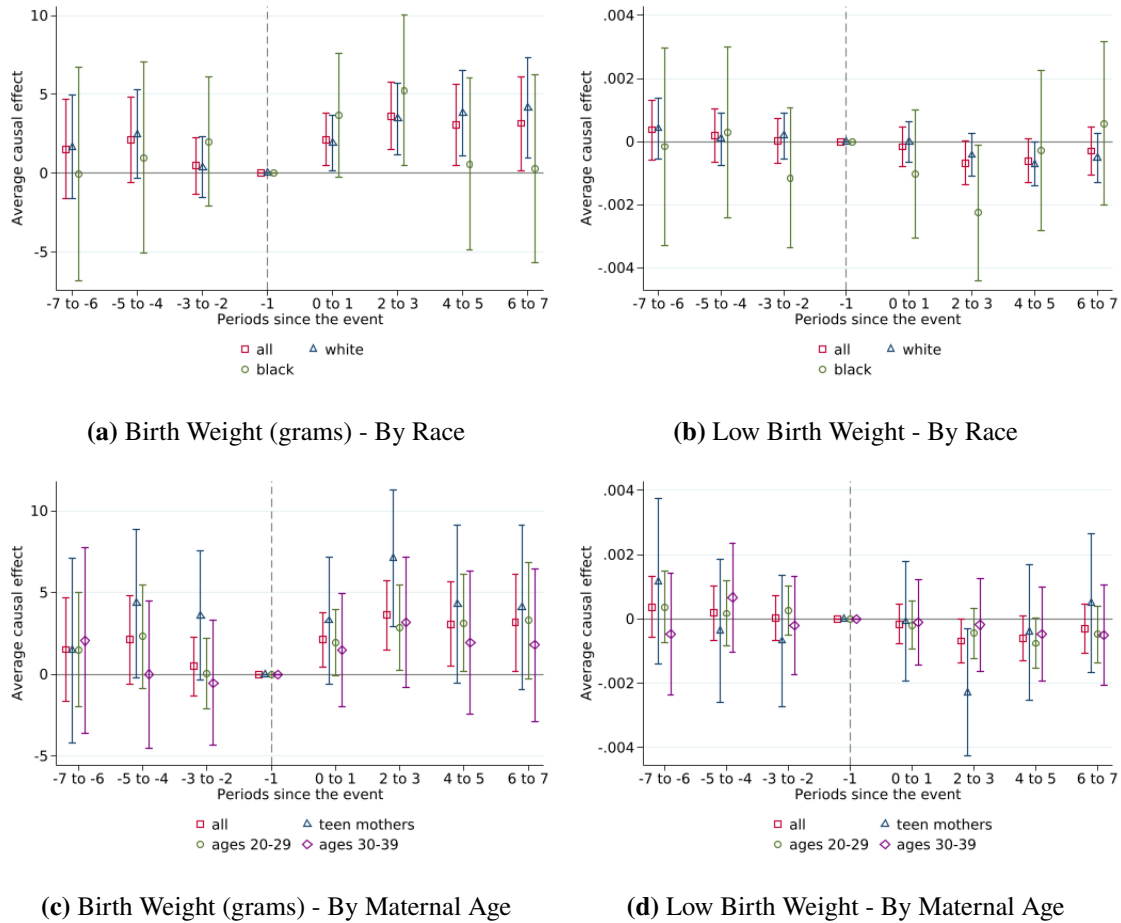 10
5
0
-5
Average causal effect
-7 to -6 -5 to -4 -3 to -2 -1 0 to 1 2 to 3 4 to 5 6 to 7
Periods since the event
all white
black
(a) Birth Weight (grams) - By Race
.004
.002
0
-.002
-.004
Average causal effect
-7 to -6 -5 to -4 -3 to -2 -1 0 to 1 2 to 3 4 to 5 6 to 7
Periods since the event
all white
black
(b) Low Birth Weight - By Race
10
5
0
-5
Average causal effect
-7 to -6 -5 to -4 -3 to -2 -1 0 to 1 2 to 3 4 to 5 6 to 7
Periods since the event
all teen mothers
ages 20-29 ages 30-39
(c) Birth Weight (grams) - By Maternal Age
.004
.002
0
-.002
-.004
Average causal effect
-7 to -6 -5 to -4 -3 to -2 -1 0 to 1 2 to 3 4 to 5 6 to 7
Periods since the event
all teen mothers
ages 20-29 ages 30-39
(d) Low Birth Weight - By Maternal Age